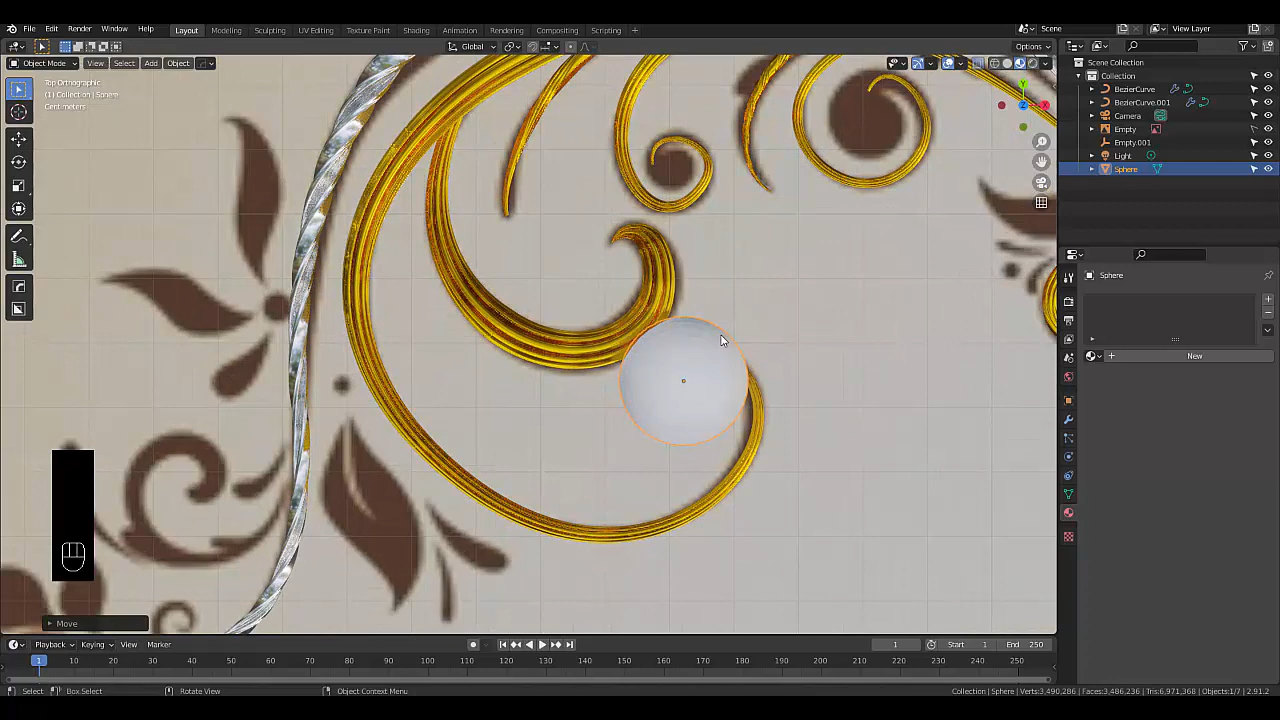 File Edit Render Window Help Layout Modeling Sculpting UV Editing Texture Paint Shading Animation Rendering Compositing Scripting Scene View Layer
Global Options
Object Mode View Select Add Object
Top Orthographic
(1) Collection | Sphere
Centimeters
Scene Collection
Collection
BezierCurve
BezierCurve.001
Camera
Empty
Empty.001
Light
Sphere
Sphere
New
Y
X
Z
Move
Playback Keying View Marker 1 Start 1 End 250
1 10 20 30 40 50 60 70 80 90 100 110 120 130 140 150 160 170 180 190 200 210 220 230 240 250
Select Box Select Rotate View Object Context Menu Collection | Sphere | Verts:3,490,286 | Faces:3,486,236 | Tris:6,971,368 | Objects:1/7 | 2.91.2